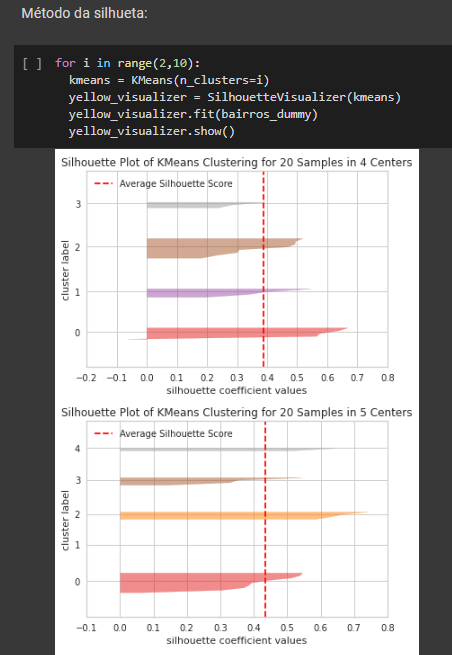 Método da silhueta:
[ ] for i in range(2,10):
kmeans = KMeans(n_clusters=i)
yellow_visualizer = SilhouetteVisualizer(kmeans)
yellow_visualizer.fit(bairros_dummy)
yellow_visualizer.show()
Silhouette Plot of KMeans Clustering for 20 Samples in 4 Centers
Average Silhouette Score
3
2
1
0
cluster label
−0.2 −0.1 0.0 0.1 0.2 0.3 0.4 0.5 0.6 0.7 0.8
silhouette coefficient values
Silhouette Plot of KMeans Clustering for 20 Samples in 5 Centers
Average Silhouette Score
4
3
2
1
0
cluster label
−0.1 0.0 0.1 0.2 0.3 0.4 0.5 0.6 0.7 0.8
silhouette coefficient values